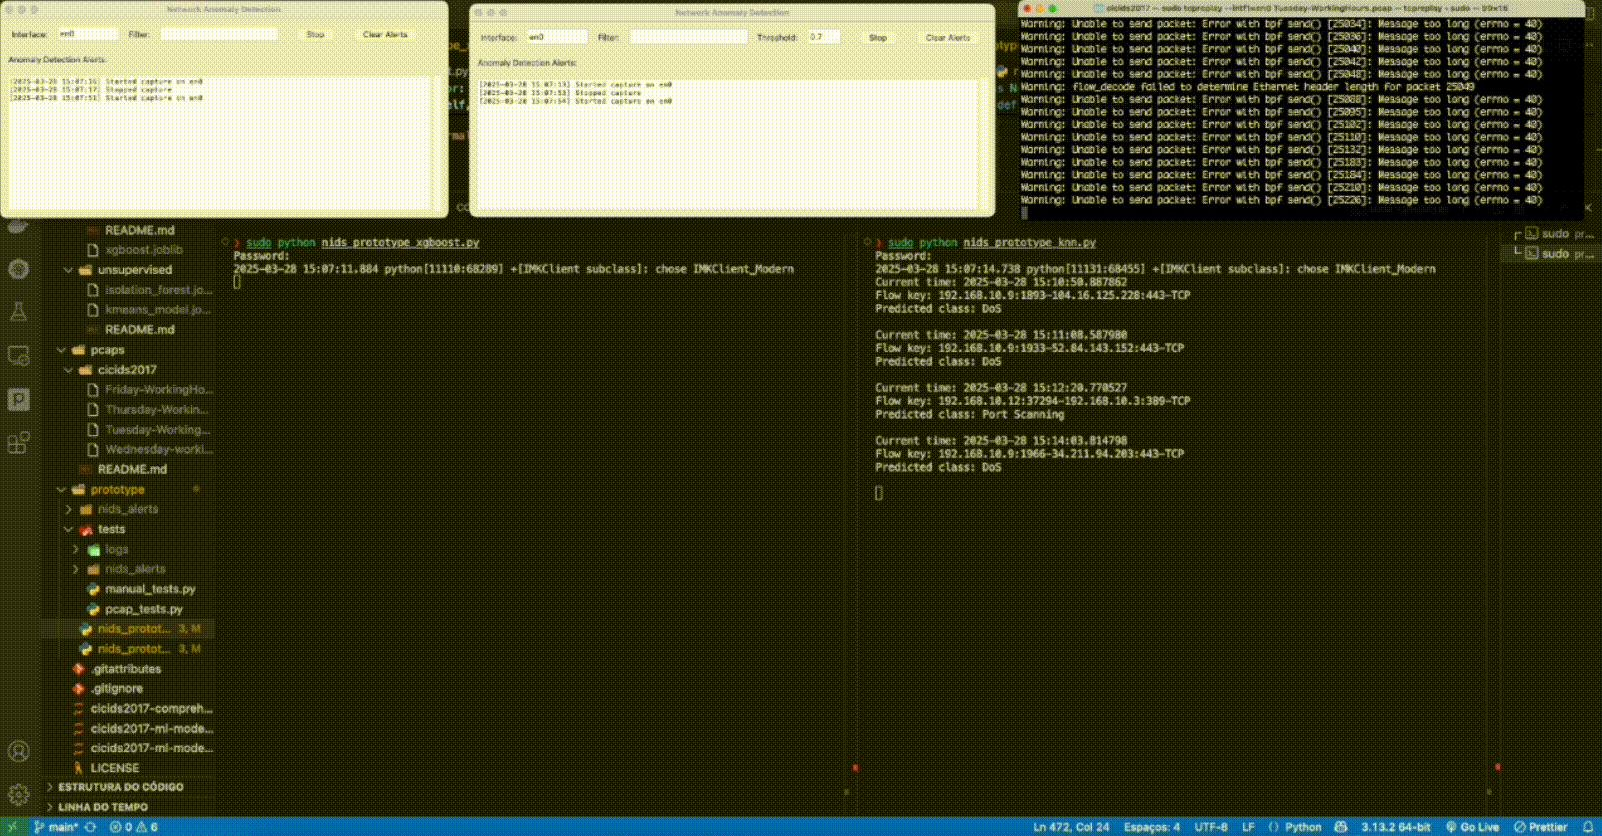 Network Anomaly Detection
Interface: en0 Filter: Stop Clear Alerts
Anomaly Detection Alerts:
[2025-03-28 15:07:16] Started capture on en0
[2025-03-28 15:07:17] Stopped capture
[2025-03-28 15:07:51] Started capture on en0
Network Anomaly Detection
Interface: en0 Filter: Threshold: 0.7 Stop Clear Alerts
Anomaly Detection Alerts:
[2025-03-28 15:07:13] Started capture on en0
[2025-03-28 15:07:53] Stopped capture
[2025-03-28 15:07:54] Started capture on en0
cicids2017 — sudo tcpreplay --intf1=en0 Tuesday-WorkingHours.pcap — tcpreplay - sudo — 89×16
Warning: Unable to send packet: Error with bpf send() [25034]: Message too long (errno = 40)
Warning: Unable to send packet: Error with bpf send() [25036]: Message too long (errno = 40)
Warning: Unable to send packet: Error with bpf send() [25040]: Message too long (errno = 40)
Warning: Unable to send packet: Error with bpf send() [25042]: Message too long (errno = 40)
Warning: Unable to send packet: Error with bpf send() [25048]: Message too long (errno = 40)
Warning: flow_decode failed to determine Ethernet header length for packet 25049
Warning: Unable to send packet: Error with bpf send() [25088]: Message too long (errno = 40)
Warning: Unable to send packet: Error with bpf send() [25095]: Message too long (errno = 40)
Warning: Unable to send packet: Error with bpf send() [25102]: Message too long (errno = 40)
Warning: Unable to send packet: Error with bpf send() [25110]: Message too long (errno = 40)
Warning: Unable to send packet: Error with bpf send() [25132]: Message too long (errno = 40)
Warning: Unable to send packet: Error with bpf send() [25183]: Message too long (errno = 40)
Warning: Unable to send packet: Error with bpf send() [25184]: Message too long (errno = 40)
Warning: Unable to send packet: Error with bpf send() [25210]: Message too long (errno = 40)
Warning: Unable to send packet: Error with bpf send() [25226]: Message too long (errno = 40)
README.md
xgboost.joblib
unsupervised
isolation_forest.jo...
kmeans_model.jo...
README.md
pcaps
cicids2017
Friday-WorkingHo...
Thursday-Workin...
Tuesday-Working...
Wednesday-worki...
README.md
prototype
nids_alerts
tests
logs
nids_alerts
manual_tests.py
pcap_tests.py
nids_protot... 3, M
nids_protot... 3, M
.gitattributes
.gitignore
cicids2017-compreh...
cicids2017-ml-mode...
cicids2017-ml-mode...
LICENSE
ESTRUTURA DO CÓDIGO
LINHA DO TEMPO
sudo python nids_prototype_xgboost.py
Password:
2025-03-28 15:07:11.884 python[11110:68289] +[IMKClient subclass]: chose IMKClient_Modern
sudo python nids_prototype_knn.py
Password:
2025-03-28 15:07:14.738 python[11131:68455] +[IMKClient subclass]: chose IMKClient_Modern
Current time: 2025-03-28 15:10:50.887862
Flow key: 192.168.10.9:1893-104.16.125.228:443-TCP
Predicted class: DoS
Current time: 2025-03-28 15:11:08.587980
Flow key: 192.168.10.9:1933-52.84.143.152:443-TCP
Predicted class: DoS
Current time: 2025-03-28 15:12:20.770527
Flow key: 192.168.10.12:37294-192.168.10.3:389-TCP
Predicted class: Port Scanning
Current time: 2025-03-28 15:14:03.814798
Flow key: 192.168.10.9:1966-34.211.94.203:443-TCP
Predicted class: DoS
sudo pr...
sudo pr...
main* 0 6 Ln 472, Col 24 Espaços: 4 UTF-8 LF Python 3.13.2 64-bit Go Live Prettier